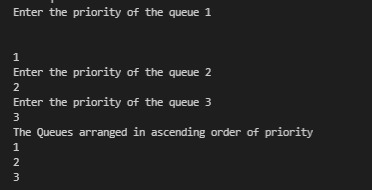 Enter the priority of the queue 1
1
Enter the priority of the queue 2
2
Enter the priority of the queue 3
3
The Queues arranged in ascending order of priority
1
2
3